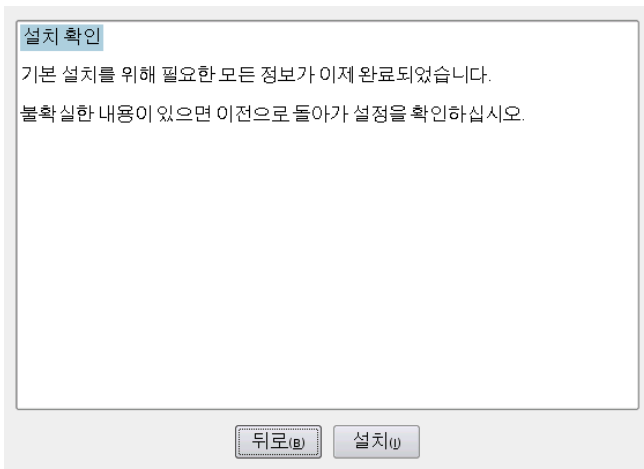 설치 확인
기본 설치를 위해 필요한 모든 정보가 이제 완료되었습니다.
불확실한 내용이 있으면 이전으로 돌아가 설정을 확인하십시오.
뒤로(B) 설치(I)